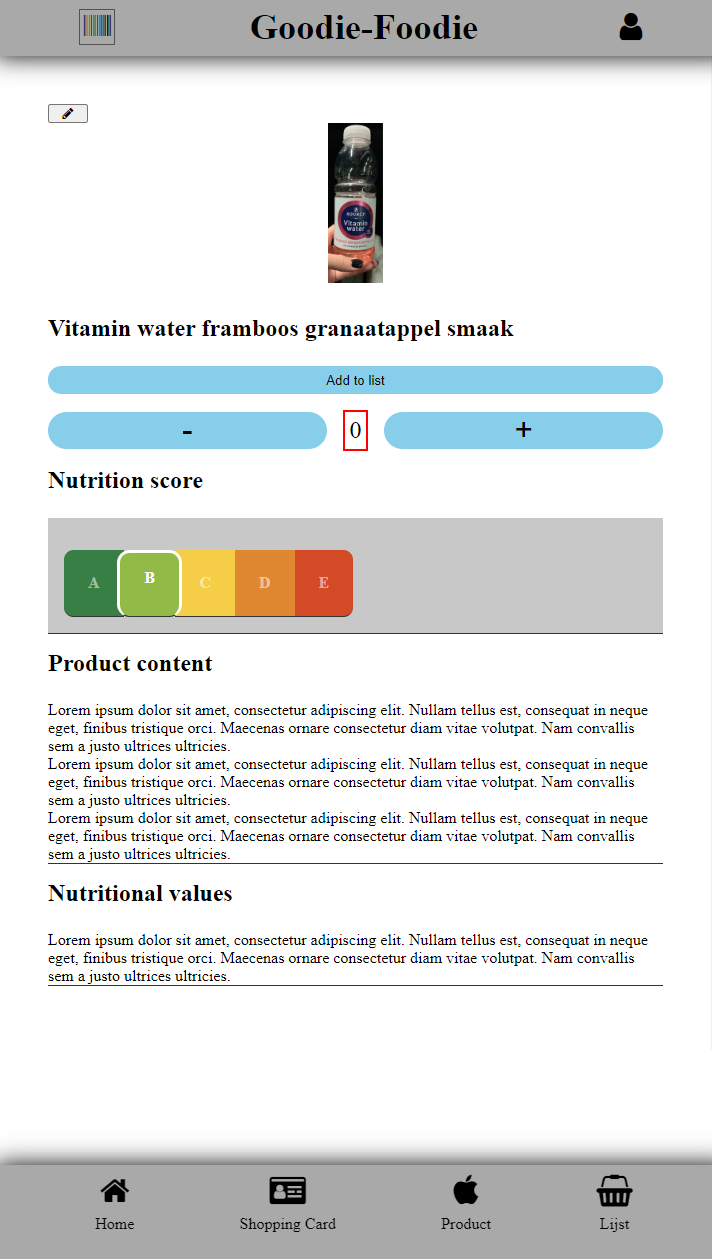 Goodie-Foodie
Vitamin
water
Vitamin water framboos granaatappel smaak
Add to list
- 0 +
Nutrition score
A B C D E
Product content
Lorem ipsum dolor sit amet, consectetur adipiscing elit. Nullam tellus est, consequat in neque
eget, finibus tristique orci. Maecenas ornare consectetur diam vitae volutpat. Nam convallis
sem a justo ultrices ultricies.
Lorem ipsum dolor sit amet, consectetur adipiscing elit. Nullam tellus est, consequat in neque
eget, finibus tristique orci. Maecenas ornare consectetur diam vitae volutpat. Nam convallis
sem a justo ultrices ultricies.
Lorem ipsum dolor sit amet, consectetur adipiscing elit. Nullam tellus est, consequat in neque
eget, finibus tristique orci. Maecenas ornare consectetur diam vitae volutpat. Nam convallis
sem a justo ultrices ultricies.
Nutritional values
Lorem ipsum dolor sit amet, consectetur adipiscing elit. Nullam tellus est, consequat in neque
eget, finibus tristique orci. Maecenas ornare consectetur diam vitae volutpat. Nam convallis
sem a justo ultrices ultricies.
Home Shopping Card Product Lijst